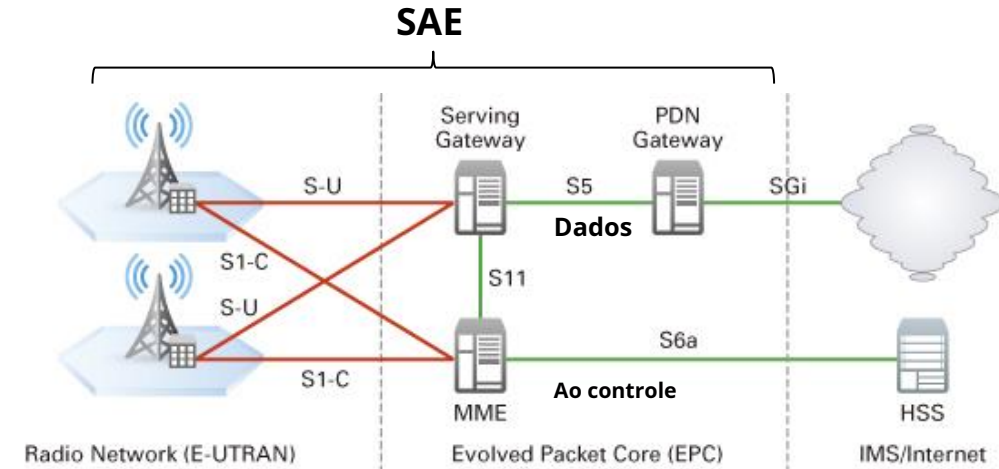 SAE
Serving
Gateway
PDN
Gateway
S-U
S5
SGi
Dados
S1-C
S11
S-U
S6a
S1-C
Ao controle
MME
HSS
Radio Network (E-UTRAN)
Evolved Packet Core (EPC)
IMS/Internet